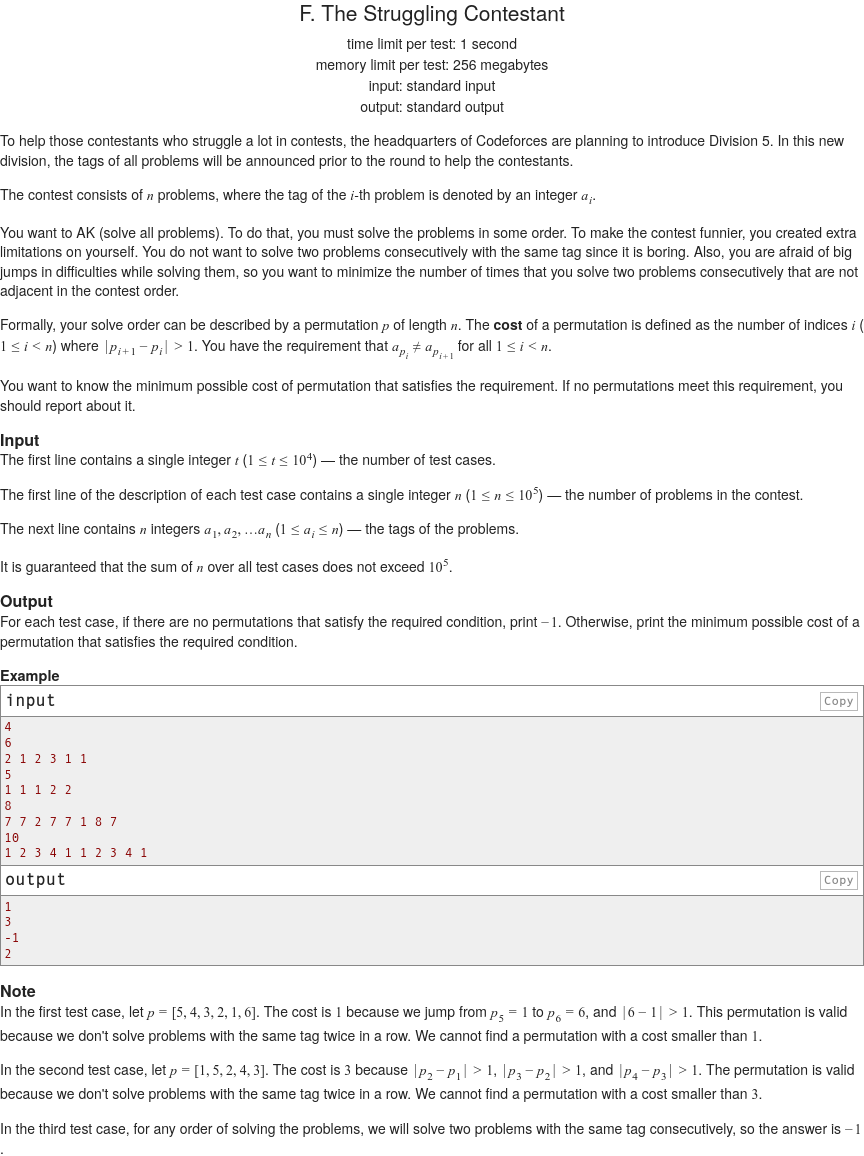 F. The Struggling Contestant
time limit per test: 1 second
memory limit per test: 256 megabytes
input: standard input
output: standard output
To help those contestants who struggle a lot in contests, the headquarters of Codeforces are planning to introduce Division 5. In this new
division, the tags of all problems will be announced prior to the round to help the contestants.
The contest consists of n problems, where the tag of the i-th problem is denoted by an integer a_i.
You want to AK (solve all problems). To do that, you must solve the problems in some order. To make the contest funnier, you created extra
limitations on yourself. You do not want to solve two problems consecutively with the same tag since it is boring. Also, you are afraid of big
jumps in difficulties while solving them, so you want to minimize the number of times that you solve two problems consecutively that are not
adjacent in the contest order.
Formally, your solve order can be described by a permutation p of length n. The cost of a permutation is defined as the number of indices i (
1 ≤ i < n) where |p_{i+1} − p_i| > 1. You have the requirement that a_{p_i} ≠ a_{p_{i+1}} for all 1 ≤ i < n.
You want to know the minimum possible cost of permutation that satisfies the requirement. If no permutations meet this requirement, you
should report about it.
Input
The first line contains a single integer t (1 ≤ t ≤ 10^4) — the number of test cases.
The first line of the description of each test case contains a single integer n (1 ≤ n ≤ 10^5) — the number of problems in the contest.
The next line contains n integers a_1, a_2, …a_n (1 ≤ a_i ≤ n) — the tags of the problems.
It is guaranteed that the sum of n over all test cases does not exceed 10^5.
Output
For each test case, if there are no permutations that satisfy the required condition, print −1. Otherwise, print the minimum possible cost of a
permutation that satisfies the required condition.
Example
input
Copy
4
6
2 1 2 3 1 1
5
1 1 1 2 2
8
7 7 2 7 7 1 8 7
10
1 2 3 4 1 1 2 3 4 1
output
Copy
1
3
-1
2
Note
In the first test case, let p = [5, 4, 3, 2, 1, 6]. The cost is 1 because we jump from p_5 = 1 to p_6 = 6, and |6 − 1| > 1. This permutation is valid
because we don't solve problems with the same tag twice in a row. We cannot find a permutation with a cost smaller than 1.
In the second test case, let p = [1, 5, 2, 4, 3]. The cost is 3 because |p_2 − p_1| > 1, |p_3 − p_2| > 1, and |p_4 − p_3| > 1. The permutation is valid
because we don't solve problems with the same tag twice in a row. We cannot find a permutation with a cost smaller than 3.
In the third test case, for any order of solving the problems, we will solve two problems with the same tag consecutively, so the answer is −1
.